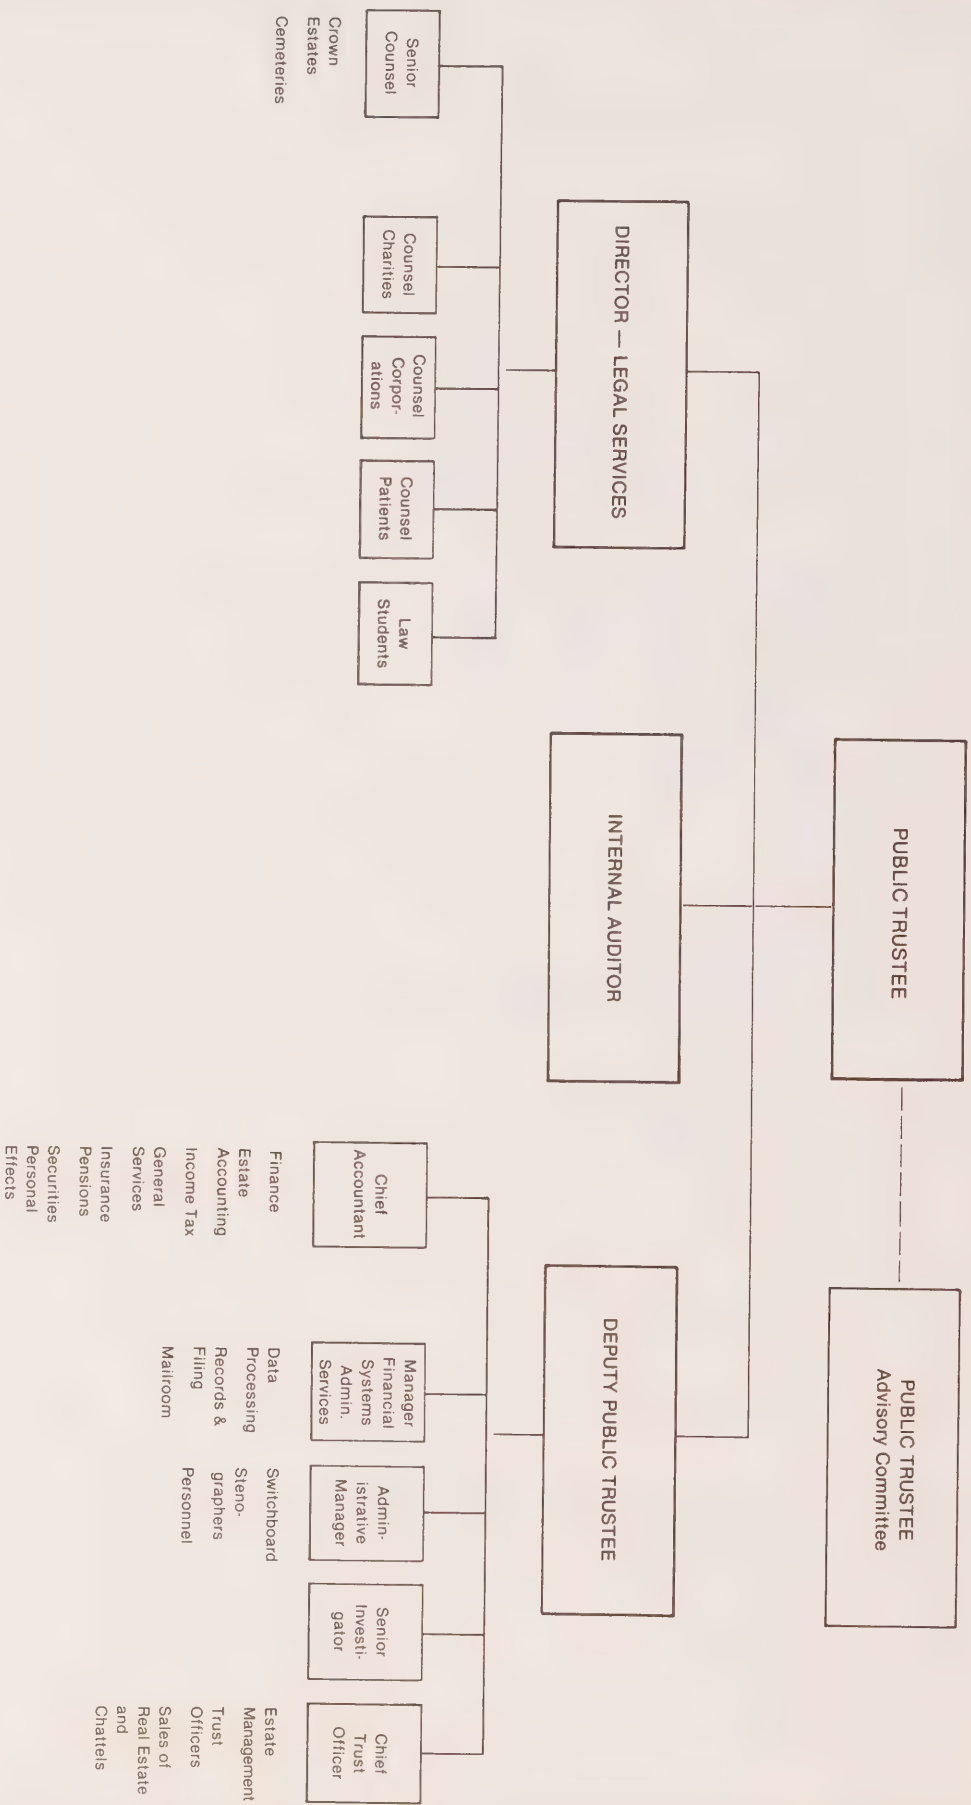 PUBLIC TRUSTEE
PUBLIC TRUSTEE
Advisory Committee
DIRECTOR — LEGAL SERVICES
INTERNAL AUDITOR
DEPUTY PUBLIC TRUSTEE
Senior
Counsel
Counsel
Charities
Counsel
Corpor-
ations
Counsel
Patients
Law
Students
Crown
Estates
Cemeteries
Chief
Accountant
Manager
Financial
Systems
Admin.
Services
Admin-
istrative
Manager
Senior
Investi-
gator
Chief
Trust
Officer
Finance
Estate
Accounting
Income Tax
General
Services
Insurance
Pensions
Securities
Personal
Effects
Data
Processing
Records &
Filing
Mailroom
Switchboard
Steno-
graphers
Personnel
Estate
Management
Trust
Officers
Sales of
Real Estate
and
Chattels